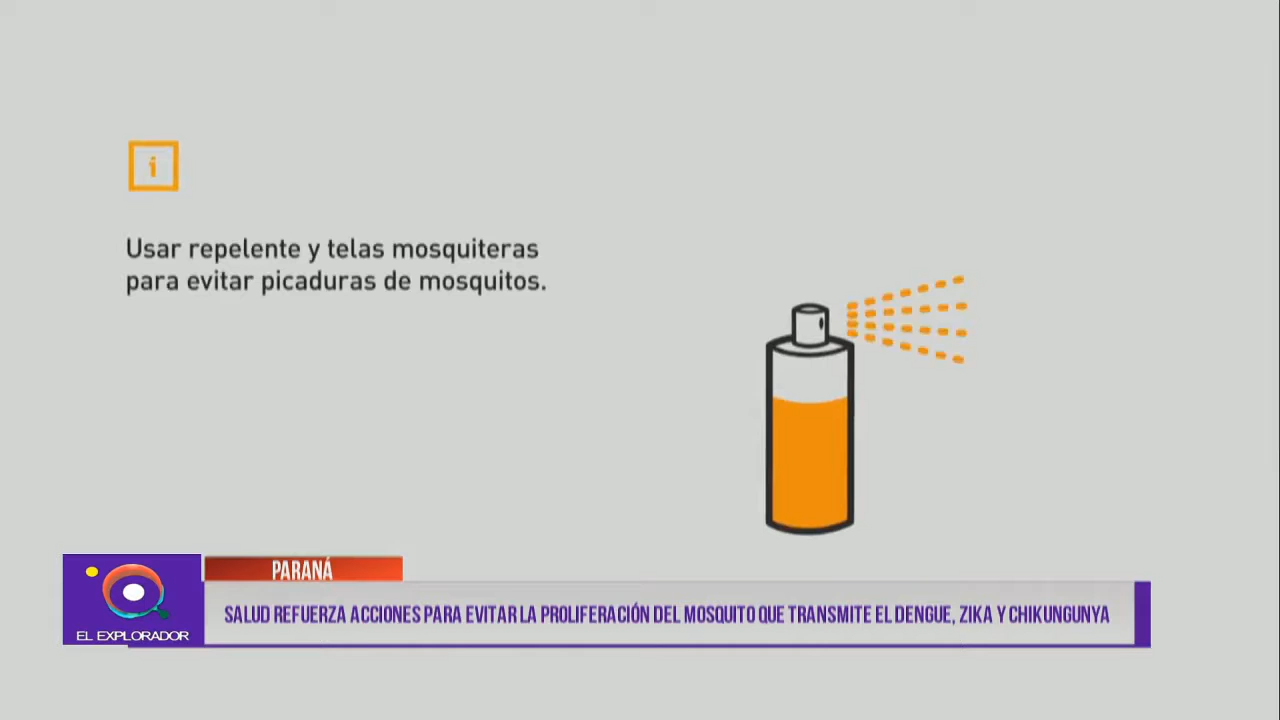 i
Usar repelente y telas mosquiteras
para evitar picaduras de mosquitos.
PARANÁ
SALUD REFUERZA ACCIONES PARA EVITAR LA PROLIFERACIÓN DEL MOSQUITO QUE TRANSMITE EL DENGUE, ZIKA Y CHIKUNGUNYA
EL EXPLORADOR